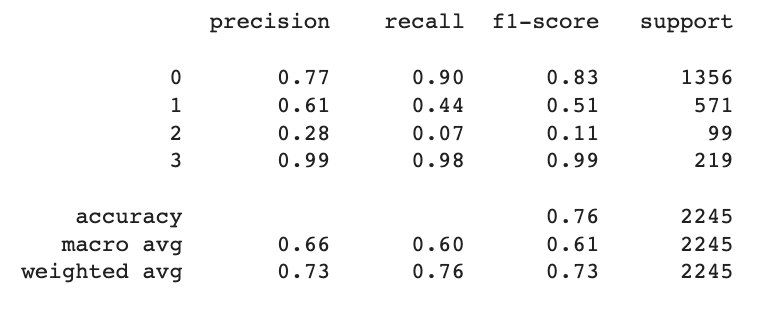 precision recall f1-score support
0 0.77 0.90 0.83 1356
1 0.61 0.44 0.51 571
2 0.28 0.07 0.11 99
3 0.99 0.98 0.99 219
accuracy 0.76 2245
macro avg 0.66 0.60 0.61 2245
weighted avg 0.73 0.76 0.73 2245